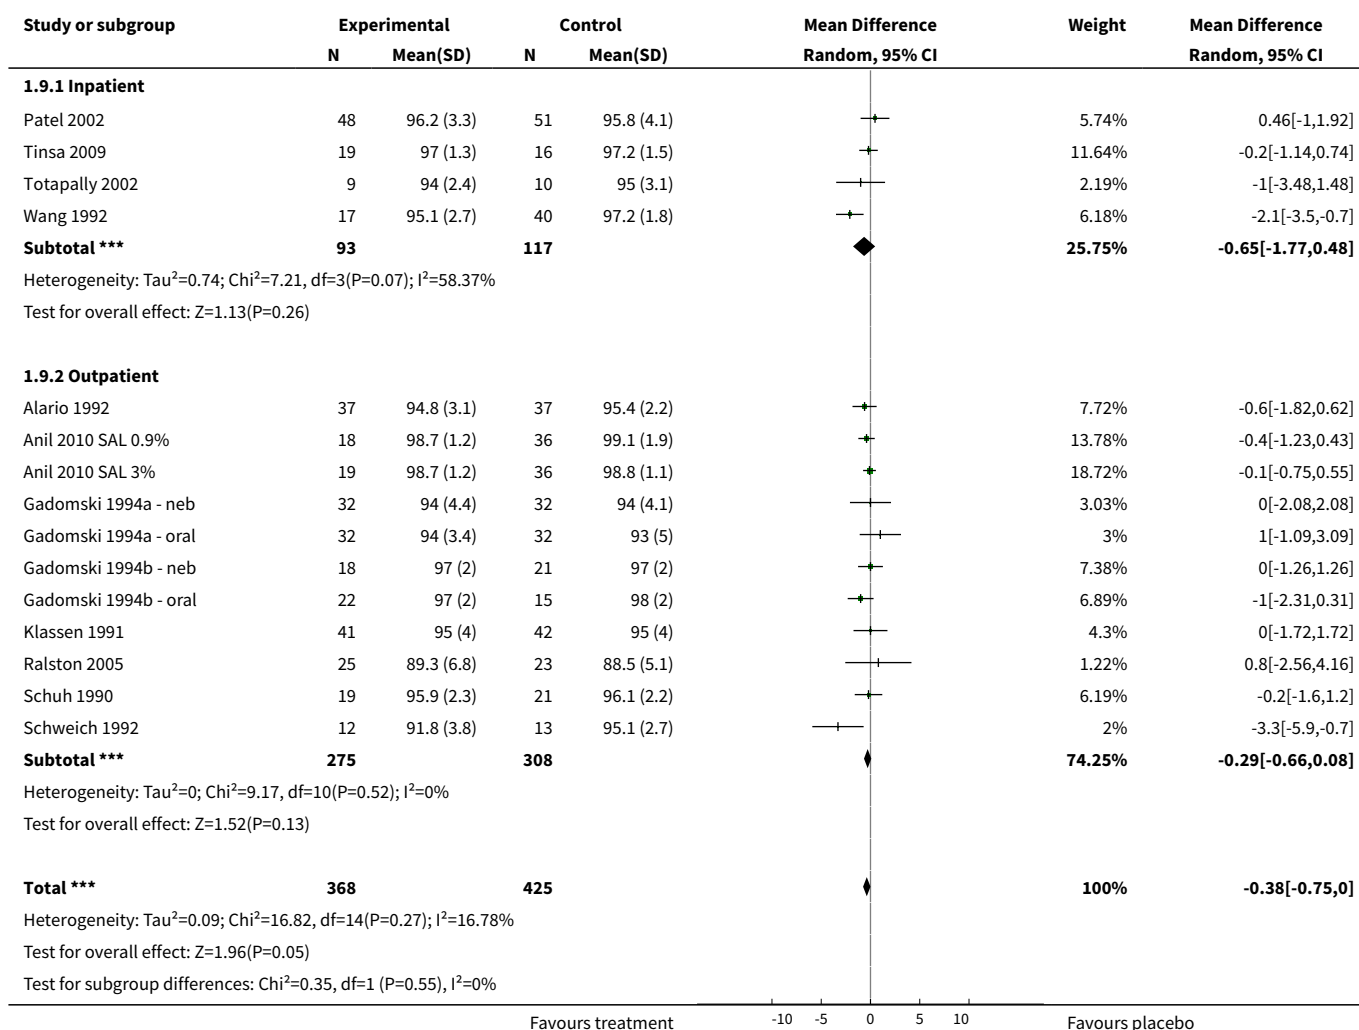 Study or subgroup Experimental Control Mean Difference Weight Mean Difference
N Mean(SD) N Mean(SD) Random, 95% CI Random, 95% CI
1.9.1 Inpatient
Patel 2002 48 96.2 (3.3) 51 95.8 (4.1) 5.74% 0.46[-1,1.92]
Tinsa 2009 19 97 (1.3) 16 97.2 (1.5) 11.64% -0.2[-1.14,0.74]
Totapally 2002 9 94 (2.4) 10 95 (3.1) 2.19% -1[-3.48,1.48]
Wang 1992 17 95.1 (2.7) 40 97.2 (1.8) 6.18% -2.1[-3.5,-0.7]
Subtotal *** 93 117 25.75% -0.65[-1.77,0.48]
Heterogeneity: Tau²=0.74; Chi²=7.21, df=3(P=0.07); I²=58.37%
Test for overall effect: Z=1.13(P=0.26)
1.9.2 Outpatient
Alario 1992 37 94.8 (3.1) 37 95.4 (2.2) 7.72% -0.6[-1.82,0.62]
Anil 2010 SAL 0.9% 18 98.7 (1.2) 36 99.1 (1.9) 13.78% -0.4[-1.23,0.43]
Anil 2010 SAL 3% 19 98.7 (1.2) 36 98.8 (1.1) 18.72% -0.1[-0.75,0.55]
Gadomski 1994a - neb 32 94 (4.4) 32 94 (4.1) 3.03% 0[-2.08,2.08]
Gadomski 1994a - oral 32 94 (3.4) 32 93 (5) 3% 1[-1.09,3.09]
Gadomski 1994b - neb 18 97 (2) 21 97 (2) 7.38% 0[-1.26,1.26]
Gadomski 1994b - oral 22 97 (2) 15 98 (2) 6.89% -1[-2.31,0.31]
Klassen 1991 41 95 (4) 42 95 (4) 4.3% 0[-1.72,1.72]
Ralston 2005 25 89.3 (6.8) 23 88.5 (5.1) 1.22% 0.8[-2.56,4.16]
Schuh 1990 19 95.9 (2.3) 21 96.1 (2.2) 6.19% -0.2[-1.6,1.2]
Schweich 1992 12 91.8 (3.8) 13 95.1 (2.7) 2% -3.3[-5.9,-0.7]
Subtotal *** 275 308 74.25% -0.29[-0.66,0.08]
Heterogeneity: Tau²=0; Chi²=9.17, df=10(P=0.52); I²=0%
Test for overall effect: Z=1.52(P=0.13)
Total *** 368 425 100% -0.38[-0.75,0]
Heterogeneity: Tau²=0.09; Chi²=16.82, df=14(P=0.27); I²=16.78%
Test for overall effect: Z=1.96(P=0.05)
Test for subgroup differences: Chi²=0.35, df=1 (P=0.55), I²=0%
Favours treatment -10 -5 0 5 10 Favours placebo